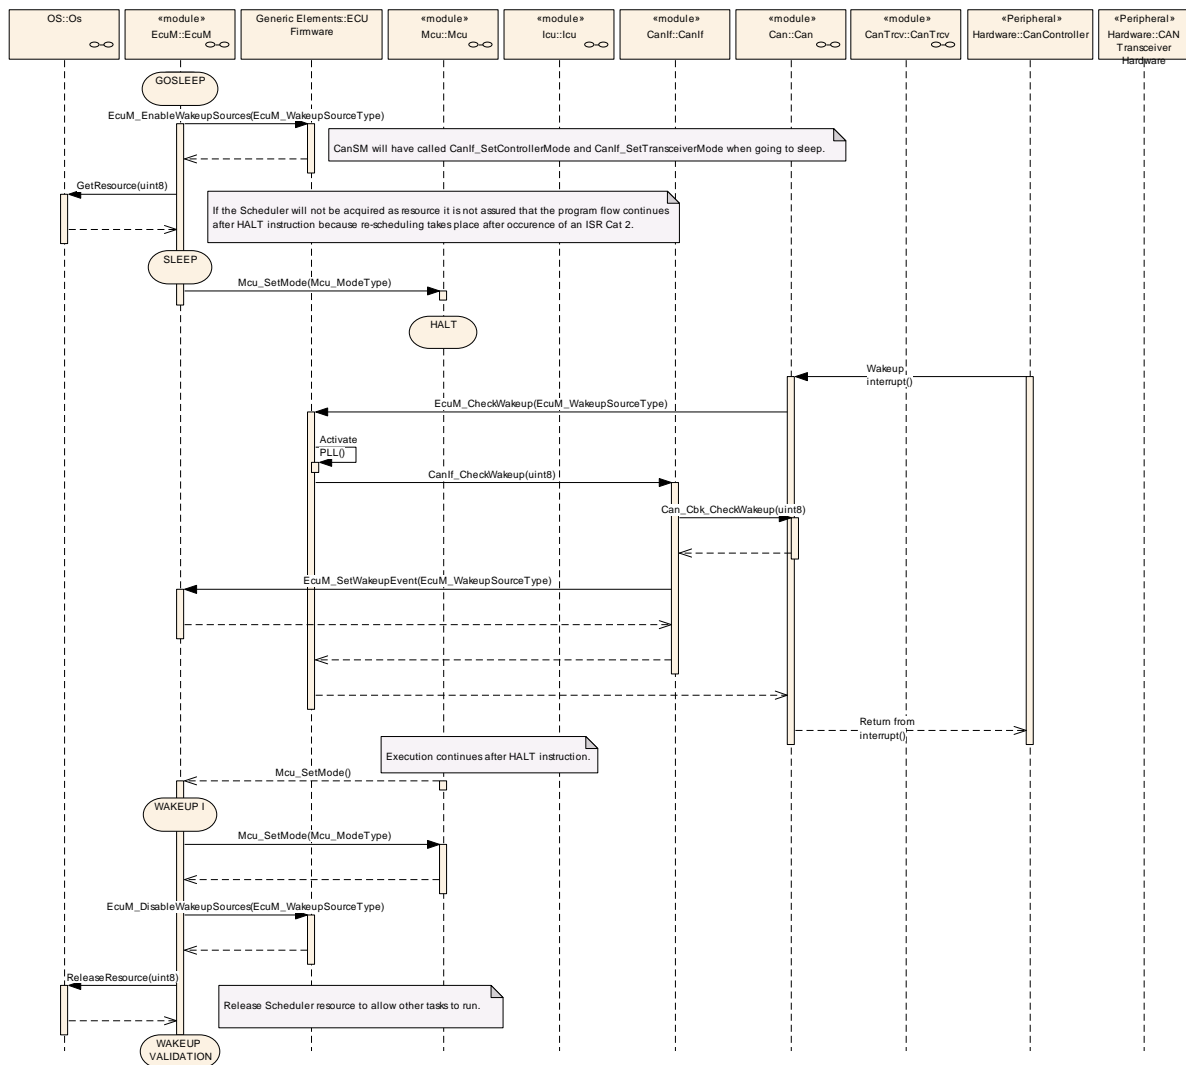 OS::Os
«module»
EcuM::EcuM
Generic Elements::ECU
Firmware
«module»
Mcu::Mcu
«module»
Icu::Icu
«module»
CanIf::CanIf
«module»
Can::Can
«module»
CanTrcv::CanTrcv
«Peripheral»
Hardware::CanController
«Peripheral»
Hardware::CAN
Transceiver
Hardware
GOSLEEP
EcuM_EnableWakeupSources(EcuM_WakeupSourceType)
CanSM will have called CanIf_SetControllerMode and CanIf_SetTransceiverMode when going to sleep.
GetResource(uint8)
If the Scheduler will not be acquired as resource it is not assured that the program flow continues
after HALT instruction because re-scheduling takes place after occurence of an ISR Cat 2.
SLEEP
Mcu_SetMode(Mcu_ModeType)
HALT
Wakeup
interrupt()
EcuM_CheckWakeup(EcuM_WakeupSourceType)
Activate
PLL()
CanIf_CheckWakeup(uint8)
Can_Cbk_CheckWakeup(uint8)
EcuM_SetWakeupEvent(EcuM_WakeupSourceType)
Return from
interrupt()
Execution continues after HALT instruction.
Mcu_SetMode()
WAKEUP I
Mcu_SetMode(Mcu_ModeType)
EcuM_DisableWakeupSources(EcuM_WakeupSourceType)
ReleaseResource(uint8)
Release Scheduler resource to allow other tasks to run.
WAKEUP
VALIDATION